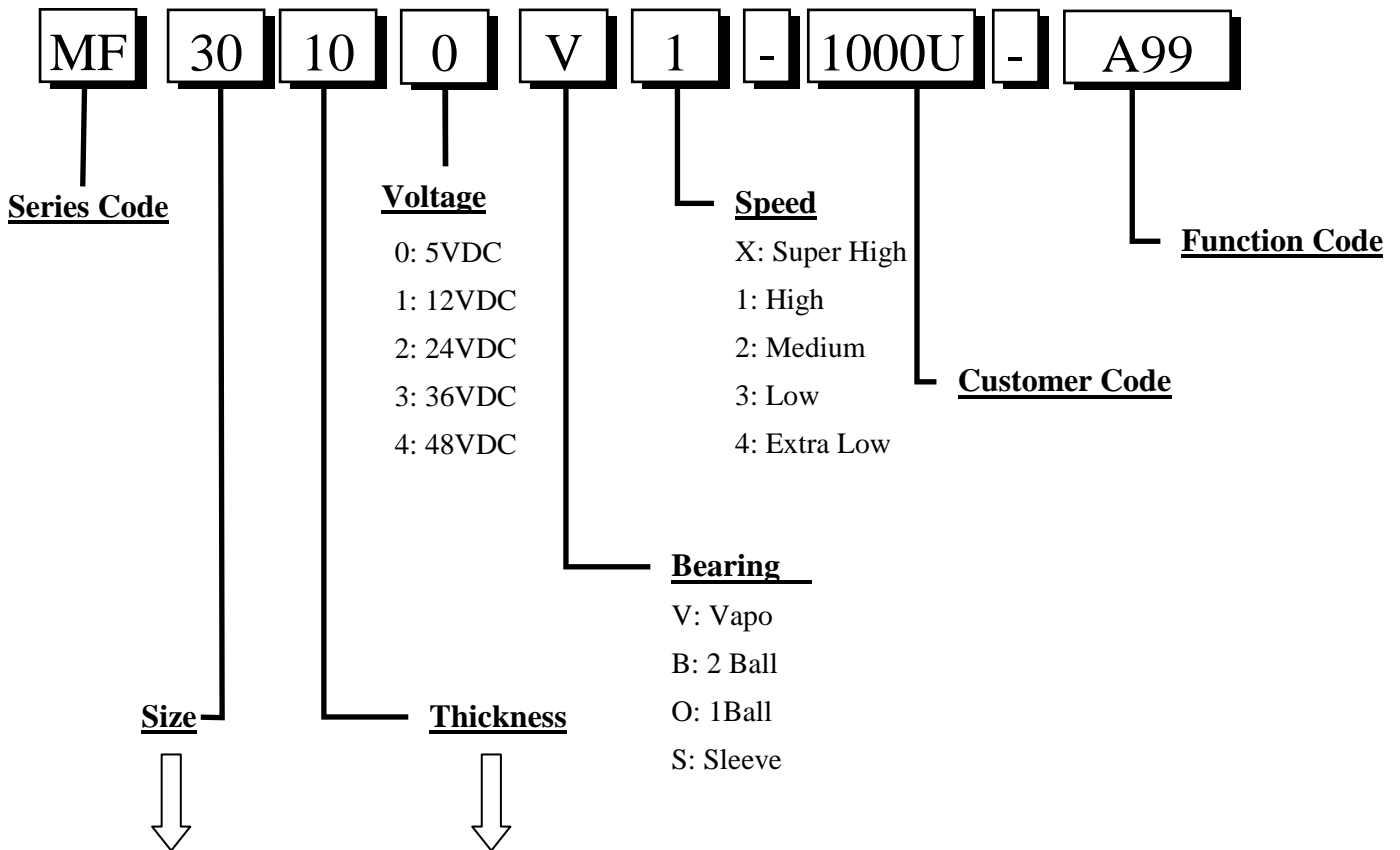 MF 30 10 0 V 1 - 1000U - A99
Series Code
Voltage
0: 5VDC
1: 12VDC
2: 24VDC
3: 36VDC
4: 48VDC
Speed
X: Super High
1: High
2: Medium
3: Low
4: Extra Low
Function Code
Customer Code
Bearing
V: Vapo
B: 2 Ball
O: 1Ball
S: Sleeve
Size
Thickness